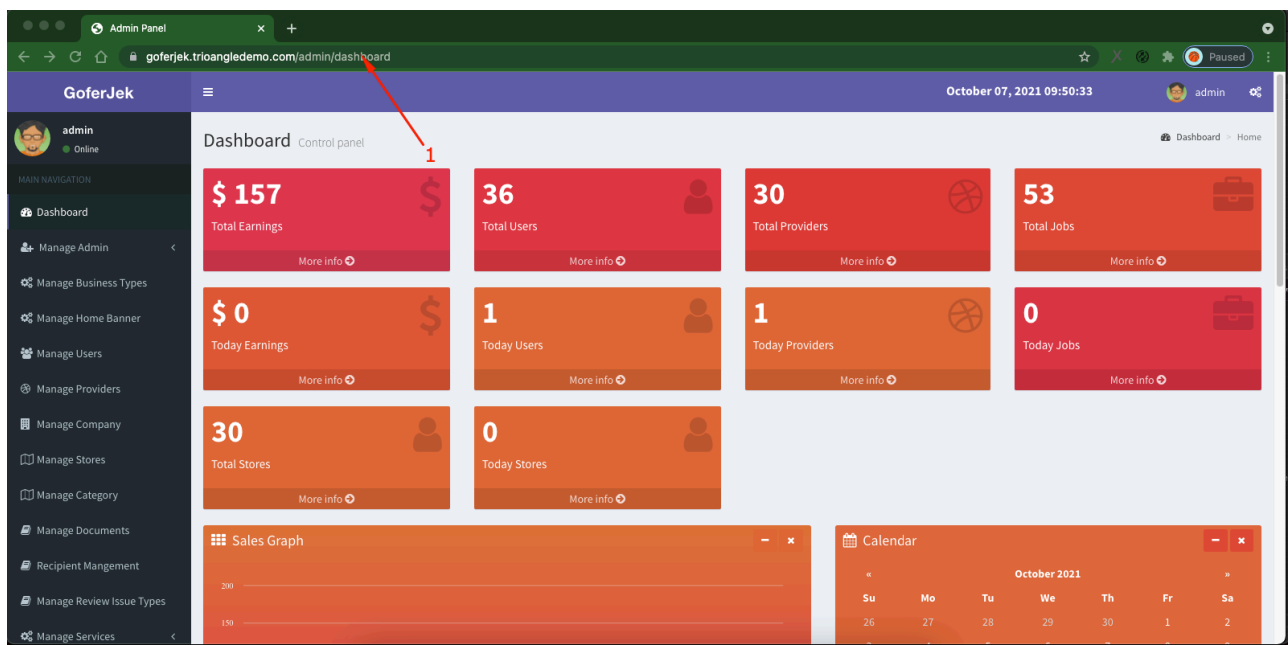 Admin Panel
goferjek.trioangledemo.com/admin/dashboard
Paused
GoferJek
October 07, 2021 09:50:33
admin
admin
Online
Dashboard Control panel
1
Dashboard > Home
MAIN NAVIGATION
Dashboard
Manage Admin
Manage Business Types
Manage Home Banner
Manage Users
Manage Providers
Manage Company
Manage Stores
Manage Category
Manage Documents
Recipient Mangement
Manage Review Issue Types
Manage Services
$ 157
Total Earnings
More info
36
Total Users
More info
30
Total Providers
More info
53
Total Jobs
More info
$ 0
Today Earnings
More info
1
Today Users
More info
1
Today Providers
More info
0
Today Jobs
More info
30
Total Stores
More info
0
Today Stores
More info
Sales Graph
200
150
Calendar
« October 2021 »
Su Mo Tu We Th Fr Sa
26 27 28 29 30 1 2